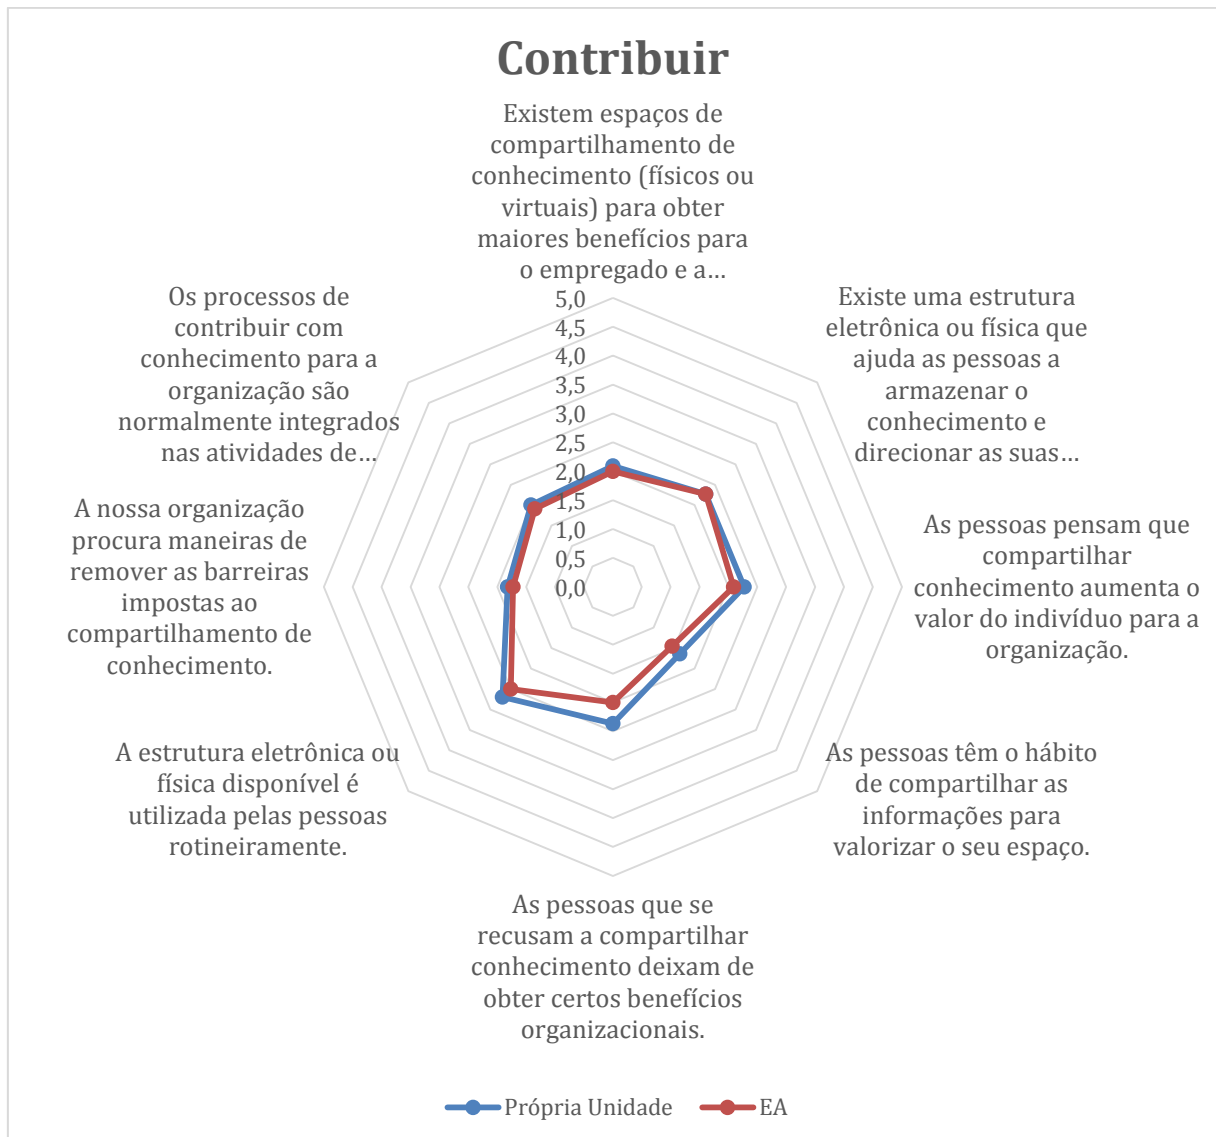 Contribuir
Existem espaços de
compartilhamento de
conhecimento (físicos ou
virtuais) para obter
maiores benefícios para
o empregado e a…
Existe uma estrutura
eletrônica ou física que
ajuda as pessoas a
armazenar o
conhecimento e
direcionar as suas…
As pessoas pensam que
compartilhar
conhecimento aumenta o
valor do indivíduo para a
organização.
As pessoas têm o hábito
de compartilhar as
informações para
valorizar o seu espaço.
As pessoas que se
recusam a compartilhar
conhecimento deixam de
obter certos benefícios
organizacionais.
A estrutura eletrônica ou
física disponível é
utilizada pelas pessoas
rotineiramente.
A nossa organização
procura maneiras de
remover as barreiras
impostas ao
compartilhamento de
conhecimento.
Os processos de
contribuir com
conhecimento para a
organização são
normalmente integrados
nas atividades de…
5,0
4,5
4,0
3,5
3,0
2,5
2,0
1,5
1,0
0,5
0,0
Própria Unidade
EA